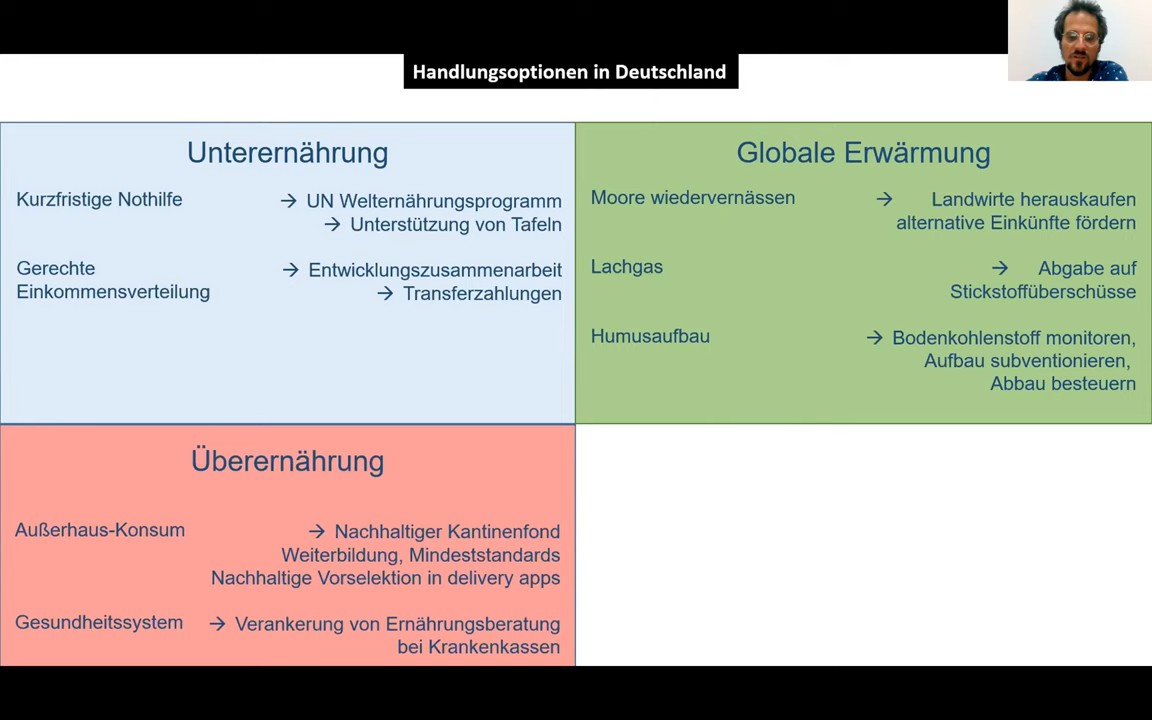 Handlungsoptionen in Deutschland
Unterernährung
Kurzfristige Nothilfe → UN Welternährungsprogramm
→ Unterstützung von Tafeln
Gerechte → Entwicklungszusammenarbeit
Einkommensverteilung → Transferzahlungen
Globale Erwärmung
Moore wiedervernässen → Landwirte herauskaufen
alternative Einkünfte fördern
Lachgas → Abgabe auf
Stickstoffüberschüsse
Humusaufbau → Bodenkohlenstoff monitoren,
Aufbau subventionieren,
Abbau besteuern
Überernährung
Außerhaus-Konsum → Nachhaltiger Kantinenfond
Weiterbildung, Mindeststandards
Nachhaltige Vorselektion in delivery apps
Gesundheitssystem → Verankerung von Ernährungsberatung
bei Krankenkassen